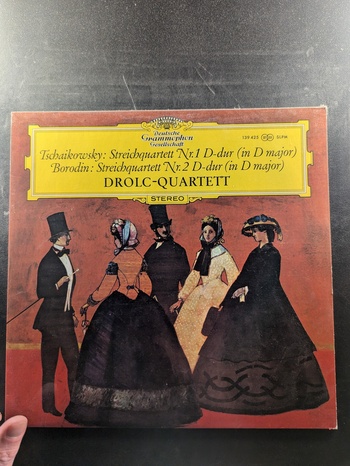 Deutsche
Grammophon
Gesellschaft
139 425 SLPM
Tschaikowsky: Streichquartett Nr.1 D-dur (in D major)
Borodin: Streichquartett Nr.2 D-dur (in D major)
DROLC-QUARTETT
STEREO